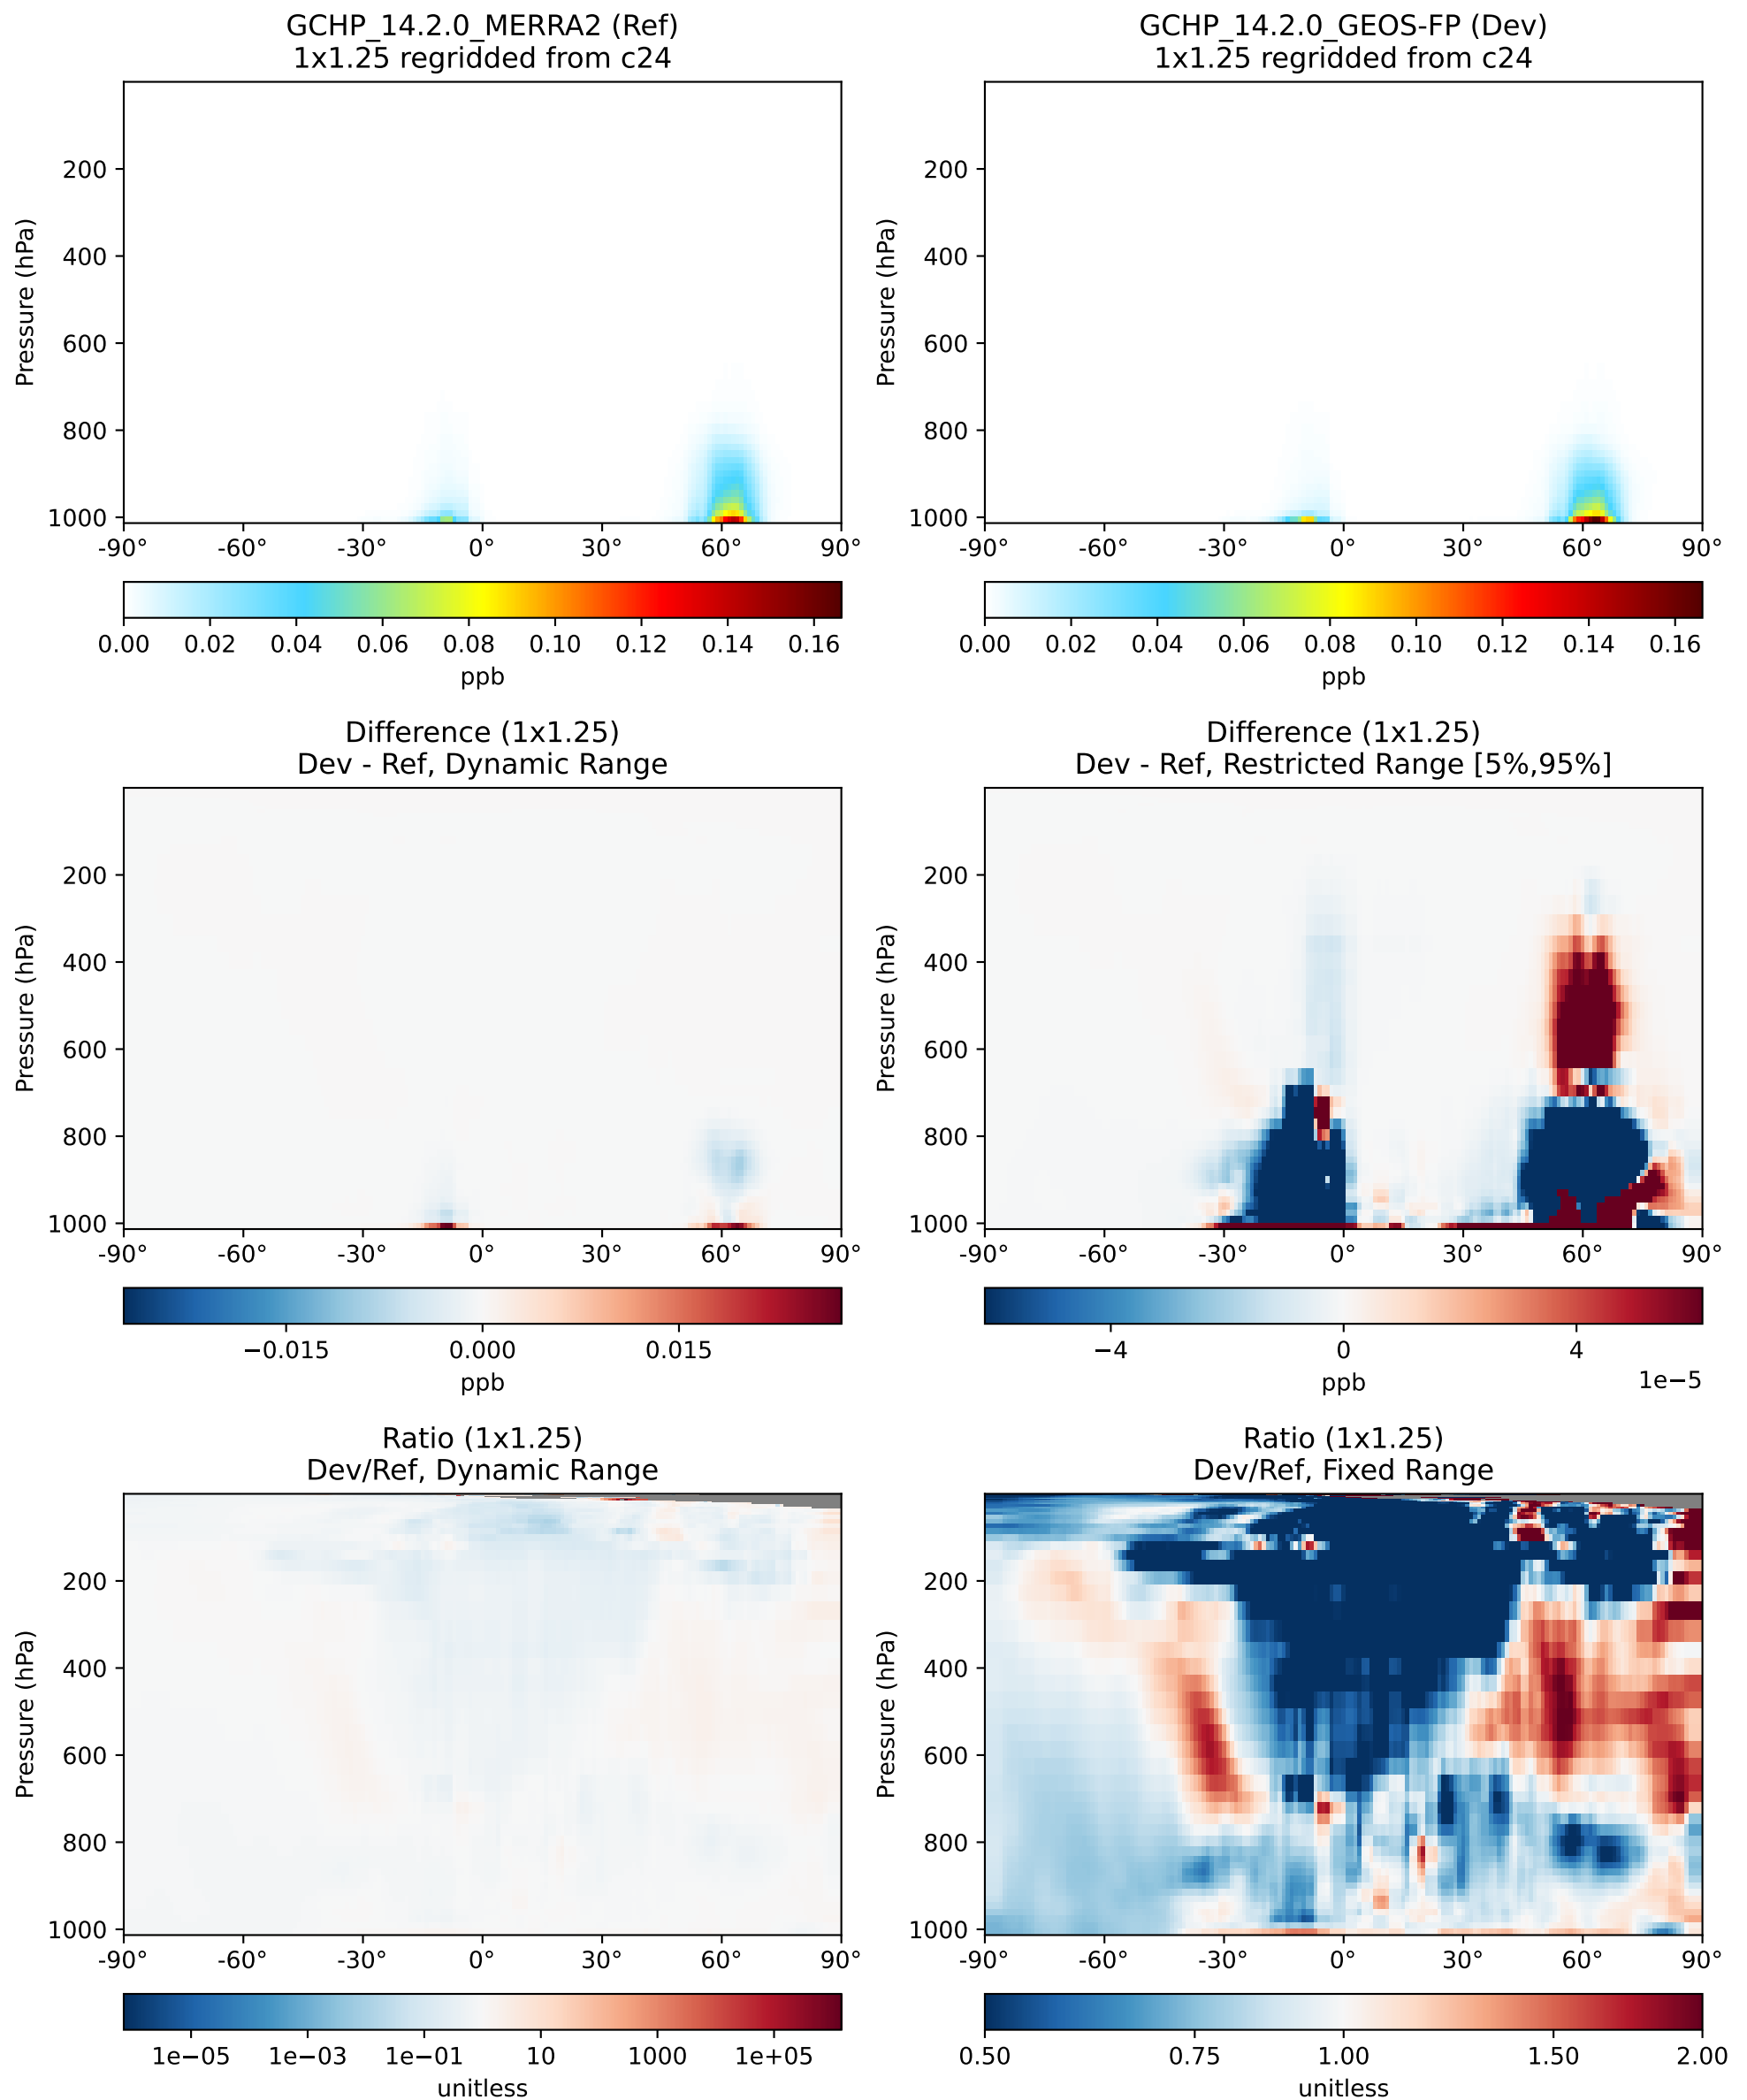 GCHP_14.2.0_MERRA2 (Ref)
1x1.25 regridded from c24
Pressure (hPa)
200
400
600
800
1000
-90° -60° -30° 0° 30° 60° 90°
0.00 0.02 0.04 0.06 0.08 0.10 0.12 0.14 0.16
ppb
GCHP_14.2.0_GEOS-FP (Dev)
1x1.25 regridded from c24
Pressure (hPa)
200
400
600
800
1000
-90° -60° -30° 0° 30° 60° 90°
0.00 0.02 0.04 0.06 0.08 0.10 0.12 0.14 0.16
ppb
Difference (1x1.25)
Dev - Ref, Dynamic Range
Pressure (hPa)
200
400
600
800
1000
-90° -60° -30° 0° 30° 60° 90°
−0.015 0.000 0.015
ppb
Difference (1x1.25)
Dev - Ref, Restricted Range [5%,95%]
Pressure (hPa)
200
400
600
800
1000
-90° -60° -30° 0° 30° 60° 90°
−4 0 4
ppb
1e−5
Ratio (1x1.25)
Dev/Ref, Dynamic Range
Pressure (hPa)
200
400
600
800
1000
-90° -60° -30° 0° 30° 60° 90°
1e−05 1e−03 1e−01 10 1000 1e+05
unitless
Ratio (1x1.25)
Dev/Ref, Fixed Range
Pressure (hPa)
200
400
600
800
1000
-90° -60° -30° 0° 30° 60° 90°
0.50 0.75 1.00 1.50 2.00
unitless